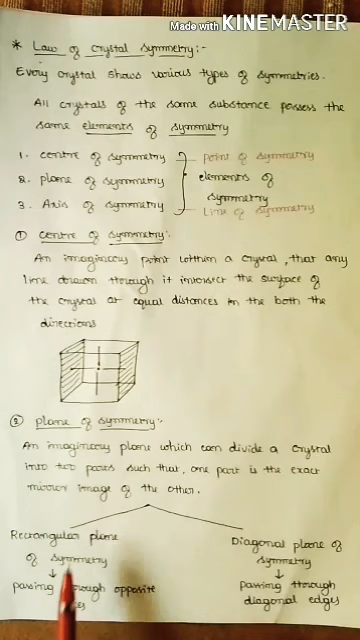 Made with KINEMASTER
* Law of crystal symmetry:-
Every crystal shows various types of symmetries.
All crystals of the same substance possess the
same elements of symmetry
1. centre of symmetry point of symmetry
2. plane of symmetry elements of
symmetry
3. Axis of symmetry Line of symmetry
① centre of symmetry:-
An imaginary point within a crystal, that any
line drawn through it intersect the surface of
the crystal at equal distances in the both the
directions
② plane of symmetry:-
An imaginary plane which can divide a crystal
into two parts such that, one part is the exact
mirror image of the other.
Rectangular plane
of symmetry
↓
passing through opposite
Diagonal plane of
symmetry
↓
passing through
diagonal edges